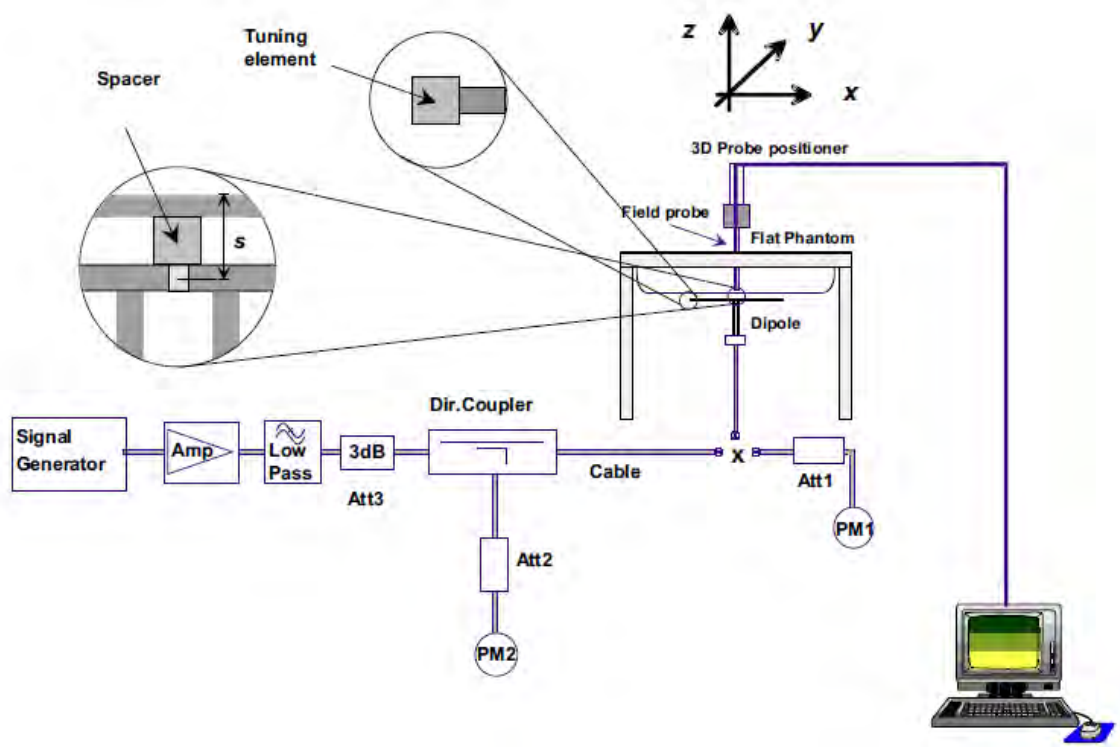 Tuning
element
Spacer
s
z
y
x
3D Probe positioner
Field probe
Flat Phantom
Dipole
Dir.Coupler
Signal
Generator
Amp
Low
Pass
3dB
Att3
Cable
x
Att1
PM1
Att2
PM2